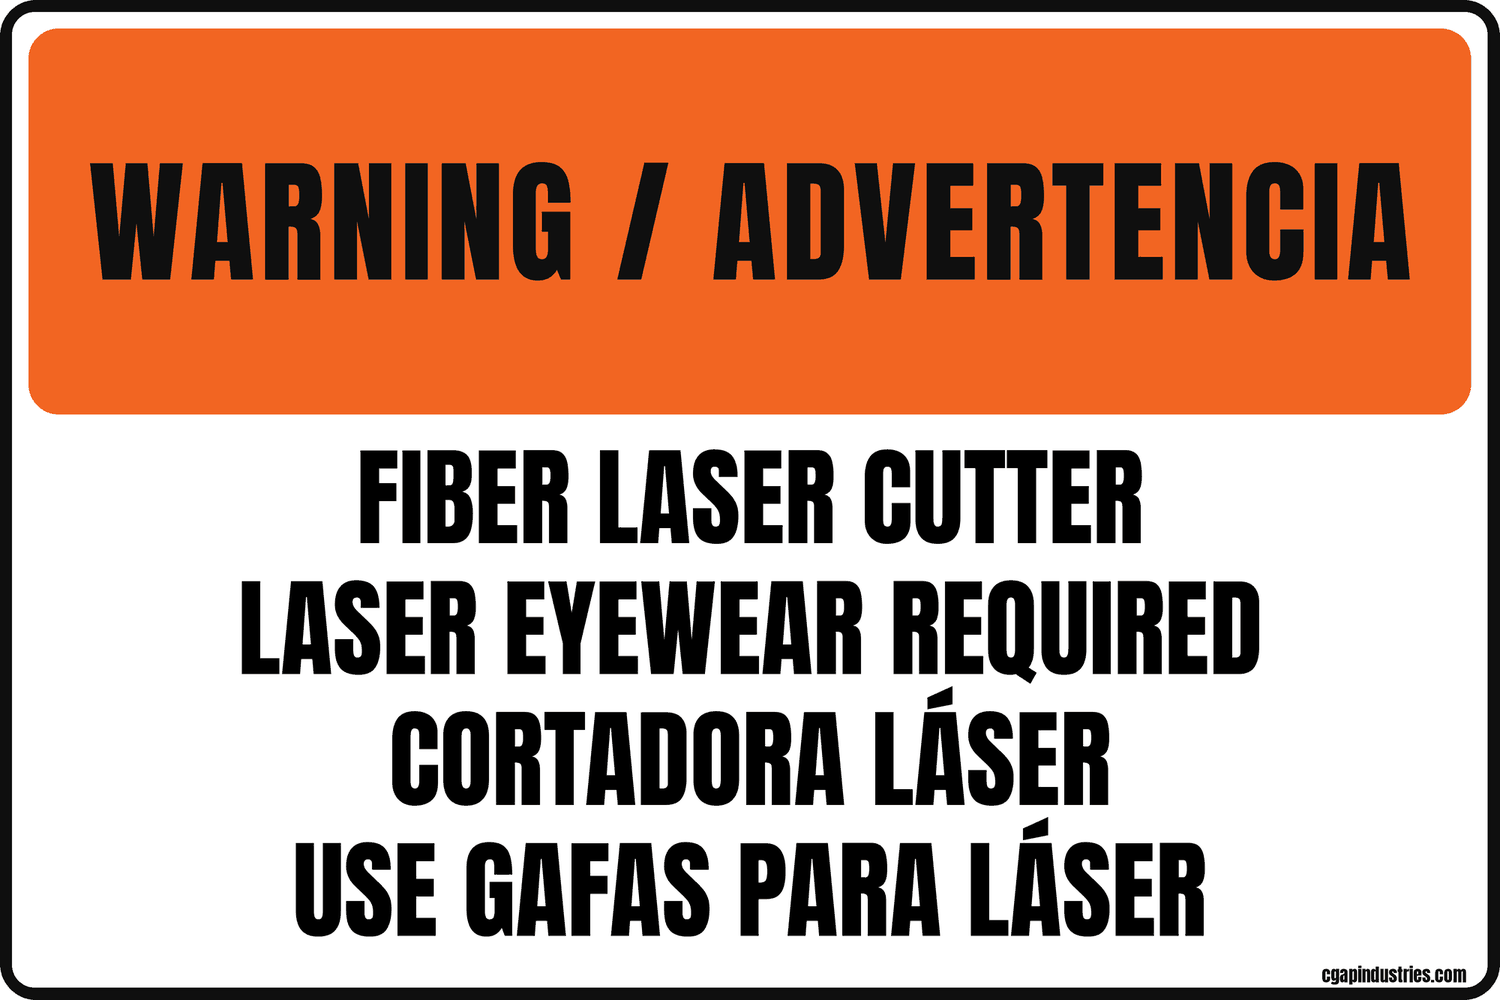 WARNING / ADVERTENCIA
FIBER LASER CUTTER
LASER EYEWEAR REQUIRED
CORTADORA LÁSER
USE GAFAS PARA LÁSER
cgapindustries.com